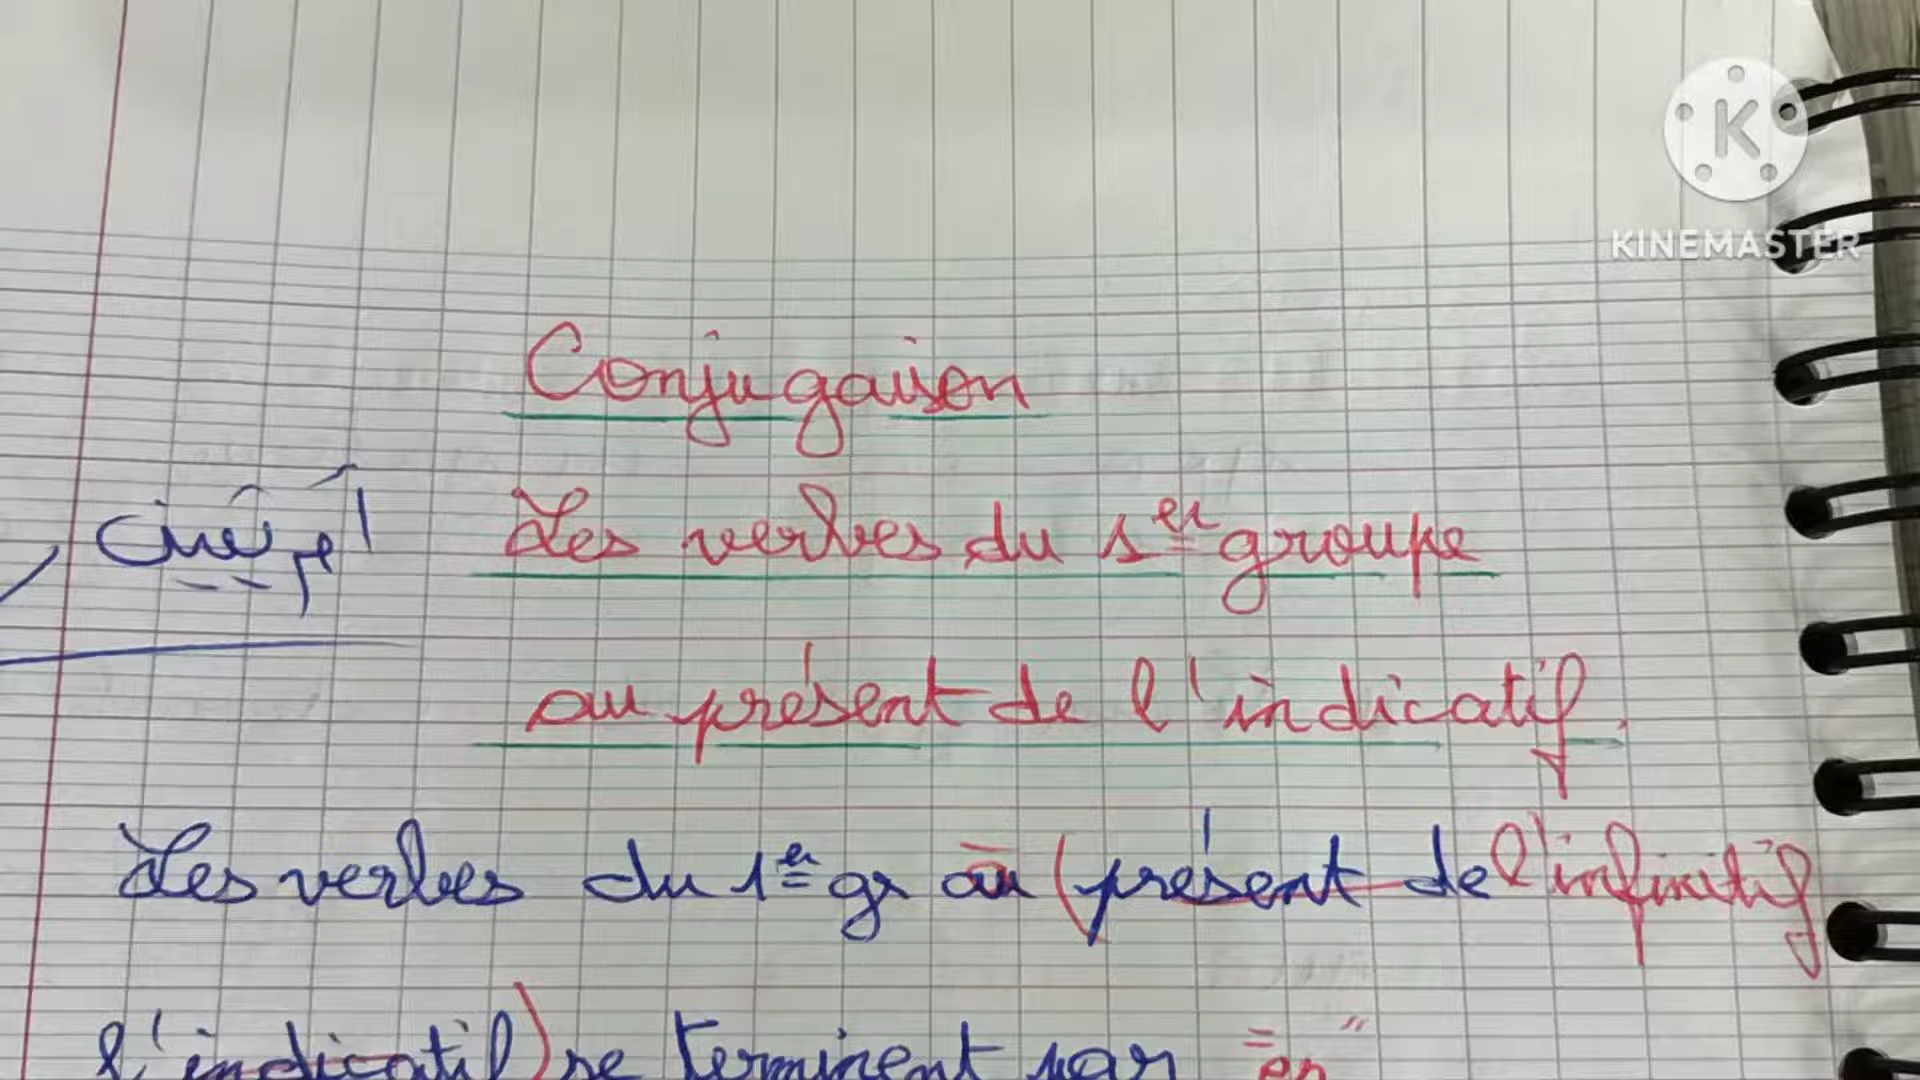 K
KINEMASTER
Conjugaison
Les verbes du 1er groupe
au présent de l'indicatif.
Les verbes du 1er gr au (présent de l'infinitif
l'indicatif) se terminent par "er"